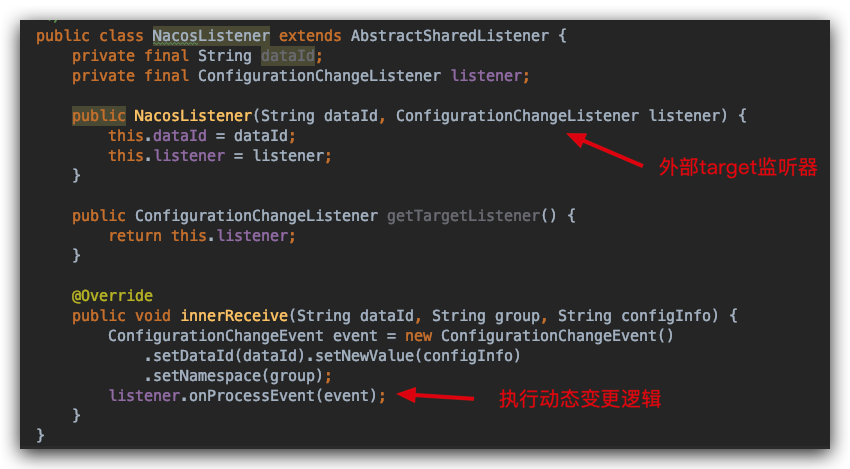 public class NacosListener extends AbstractSharedListener {
    private final String dataId;
    private final ConfigurationChangeListener listener;
    public NacosListener(String dataId, ConfigurationChangeListener listener) {
        this.dataId = dataId;
        this.listener = listener;
外部target监听器
    }
    public ConfigurationChangeListener getTargetListener() {
        return this.listener;
    }
    @Override
    public void innerReceive(String dataId, String group, String configInfo) {
        ConfigurationChangeEvent event = new ConfigurationChangeEvent()
            .setDataId(dataId).setNewValue(configInfo)
            .setNamespace(group);
        listener.onProcessEvent(event);
执行动态变更逻辑
    }
}